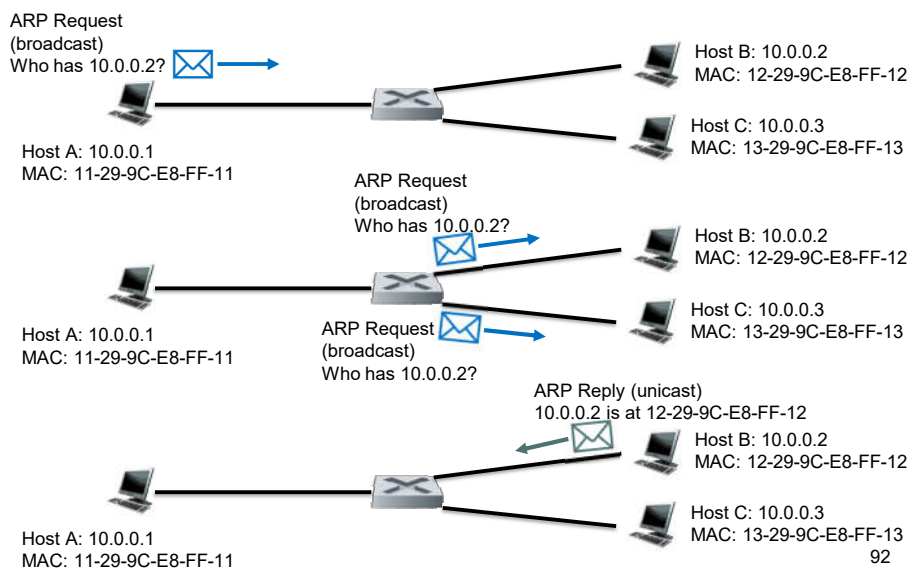 ARP Request
(broadcast)
Who has 10.0.0.2?
Host B: 10.0.0.2
MAC: 12-29-9C-E8-FF-12
Host C: 10.0.0.3
MAC: 13-29-9C-E8-FF-13
Host A: 10.0.0.1
MAC: 11-29-9C-E8-FF-11
ARP Request
(broadcast)
Who has 10.0.0.2?
Host B: 10.0.0.2
MAC: 12-29-9C-E8-FF-12
Host C: 10.0.0.3
MAC: 13-29-9C-E8-FF-13
Host A: 10.0.0.1
MAC: 11-29-9C-E8-FF-11
ARP Request
(broadcast)
Who has 10.0.0.2?
ARP Reply (unicast)
10.0.0.2 is at 12-29-9C-E8-FF-12
Host B: 10.0.0.2
MAC: 12-29-9C-E8-FF-12
Host C: 10.0.0.3
MAC: 13-29-9C-E8-FF-13
Host A: 10.0.0.1
MAC: 11-29-9C-E8-FF-11
92